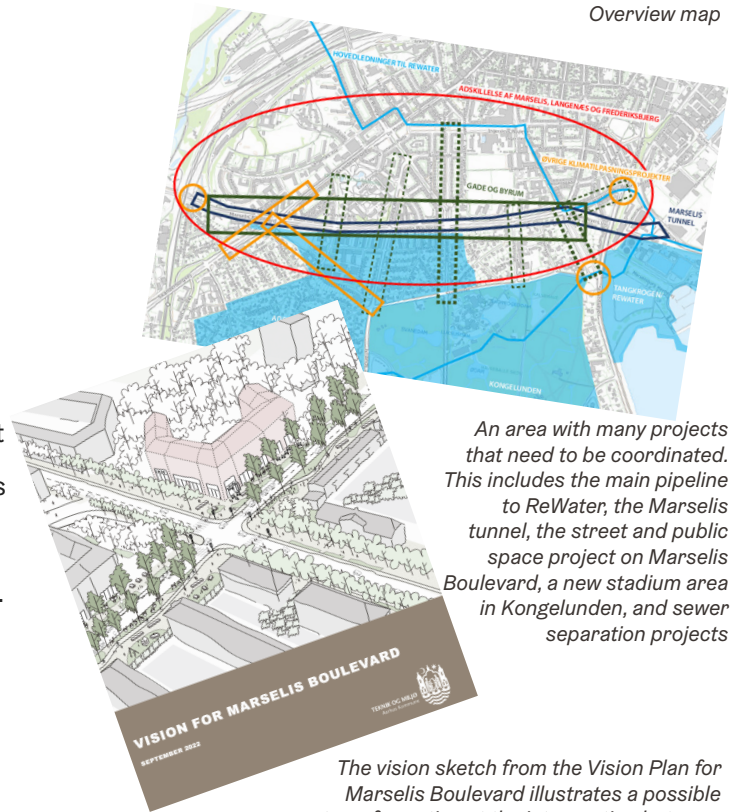 Overview map
HOVEDLEDNINGER TIL REWATER
ADSKILLELSE AF MARSELIS, LANGENÆS OG FREDERIKSBJERG
ØVRIGE KLIMATILPASNINGSPROJEKTER
GADE OG BYRUM
MARSELIS
TUNNEL
TANGKROGEN/
REWATER
KONGELUNDEN
An area with many projects
that need to be coordinated.
This includes the main pipeline
to ReWater, the Marselis
tunnel, the street and public
space project on Marselis
Boulevard, a new stadium area
in Kongelunden, and sewer
separation projects
VISION FOR MARSELIS BOULEVARD
SEPTEMBER 2022
TEKNIK OG MILJØ
Aarhus Kommune
The vision sketch from the Vision Plan for
Marselis Boulevard illustrates a possible